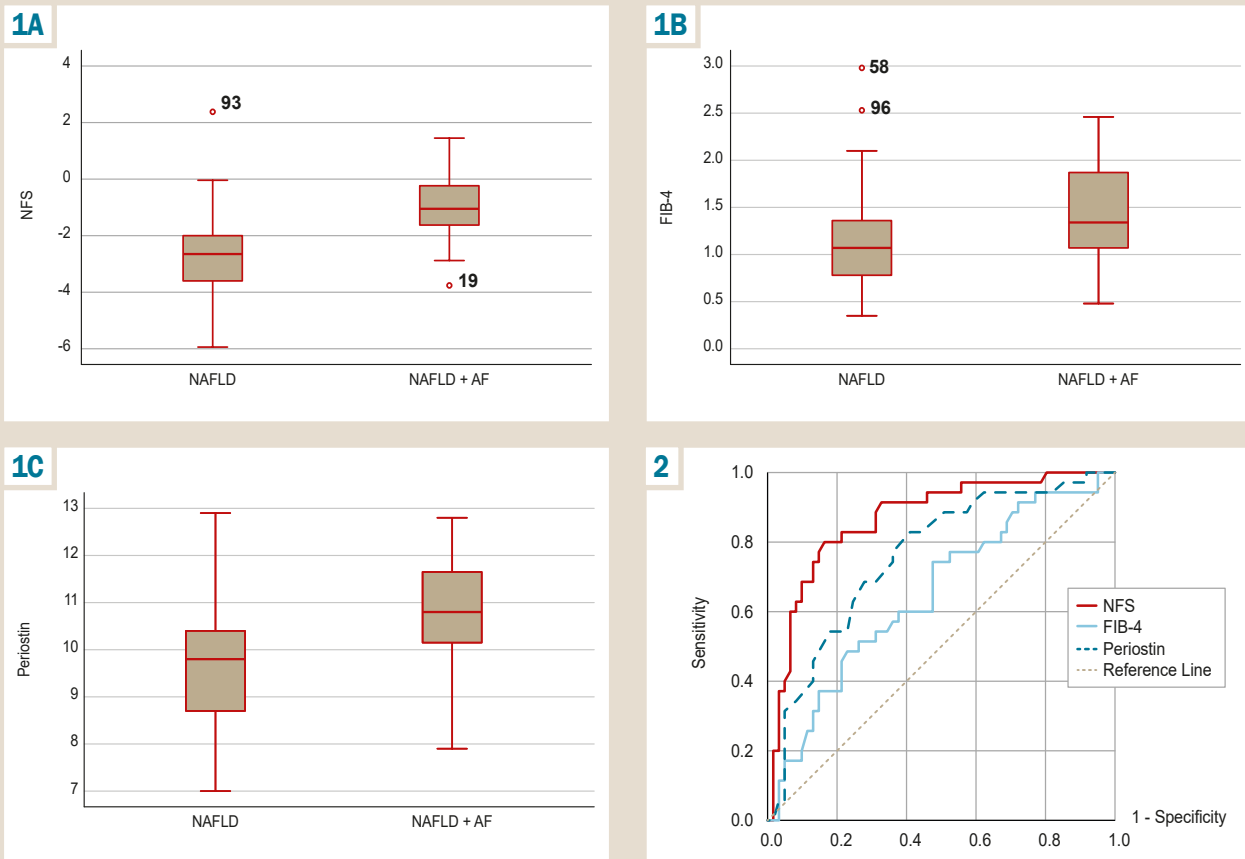 1A
4
2
0
-2
-4
-6
NFS
93
19
NAFLD
NAFLD + AF
1B
3.0
2.5
2.0
1.5
1.0
0.5
0.0
FIB-4
58
96
NAFLD
NAFLD + AF
1C
13
12
11
10
9
8
7
Periostin
NAFLD
NAFLD + AF
2
1.0
0.8
0.6
0.4
0.2
0.0
Sensitivity
NFS
FIB-4
Periostin
Reference Line
1 - Specificity
0.0 0.2 0.4 0.6 0.8 1.0